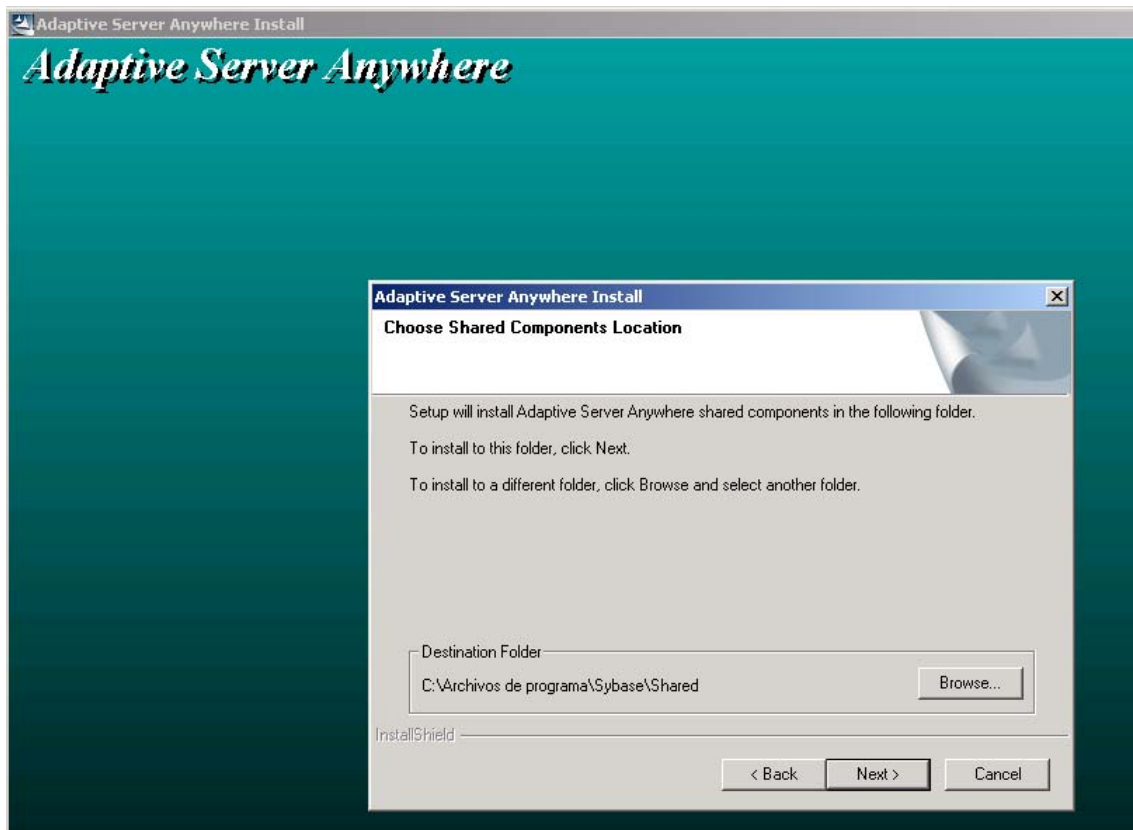 Adaptive Server Anywhere Install
Adaptive Server Anywhere
Adaptive Server Anywhere Install
Choose Shared Components Location
Setup will install Adaptive Server Anywhere shared components in the following folder.
To install to this folder, click Next.
To install to a different folder, click Browse and select another folder.
Destination Folder
C:\Archivos de programa\Sybase\Shared
Browse...
InstallShield
< Back
Next >
Cancel